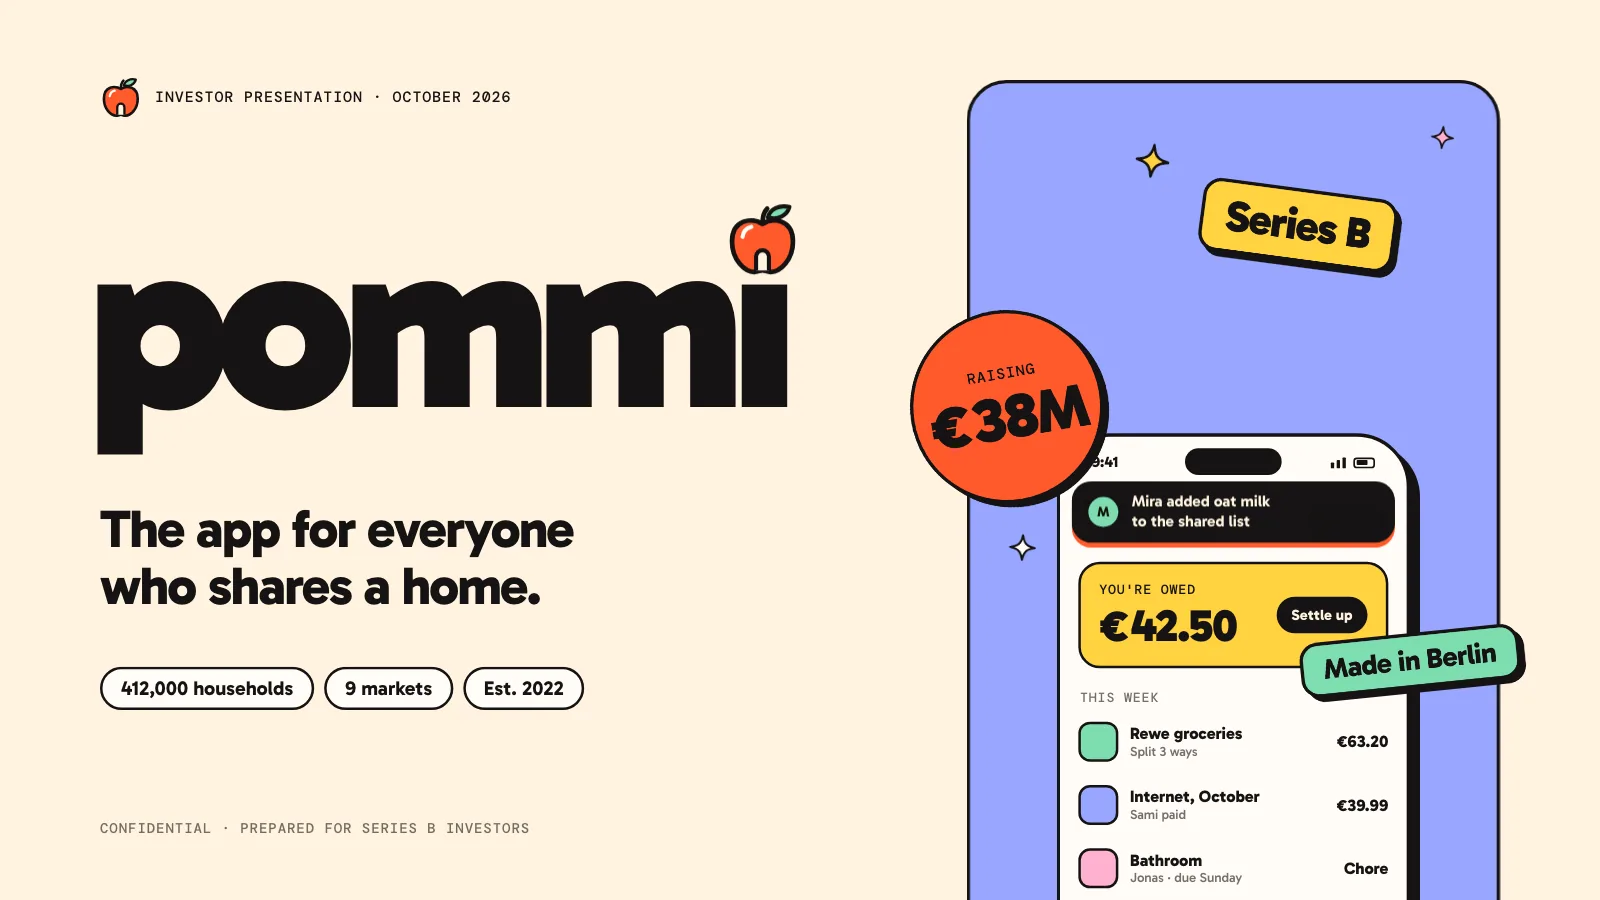 INVESTOR PRESENTATION · OCTOBER 2026
pommi
The app for everyone
who shares a home.
412,000 households
9 markets
Est. 2022
CONFIDENTIAL · PREPARED FOR SERIES B INVESTORS
Series B
RAISING
€38M
9:41
M
Mira added oat milk
to the shared list
YOU'RE OWED
€42.50
Settle up
Made in Berlin
THIS WEEK
Rewe groceries
Split 3 ways
€63.20
Internet, October
Sami paid
€39.99
Bathroom
Jonas · due Sunday
Chore